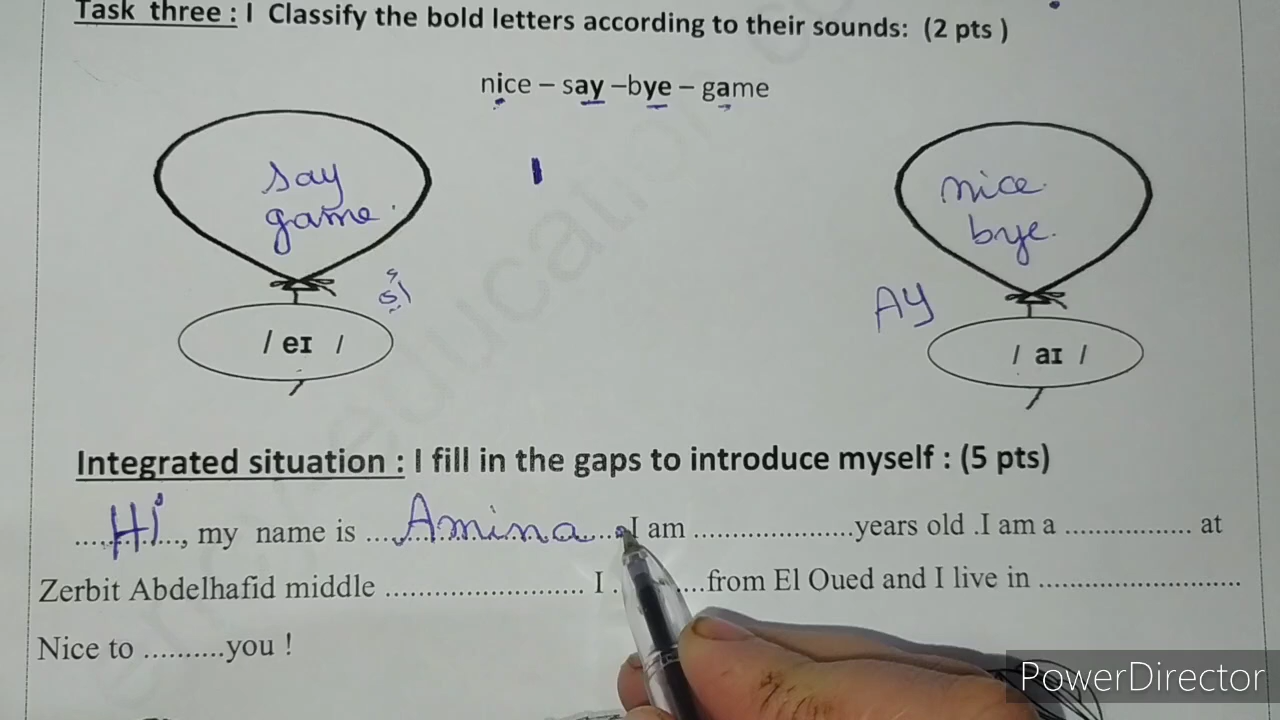 Task three : I Classify the bold letters according to their sounds: (2 pts )
nice – say –bye – game
say
game.
nice.
bye.
أي
AY
/ eɪ /
/ aɪ /
Integrated situation : I fill in the gaps to introduce myself : (5 pts)
....Hi...., my name is ....Amina.... I am .....................years old .I am a ................. at
Zerbit Abdelhafid middle ......................... I ...........from El Oued and I live in ..........................
Nice to ..........you !
PowerDirector